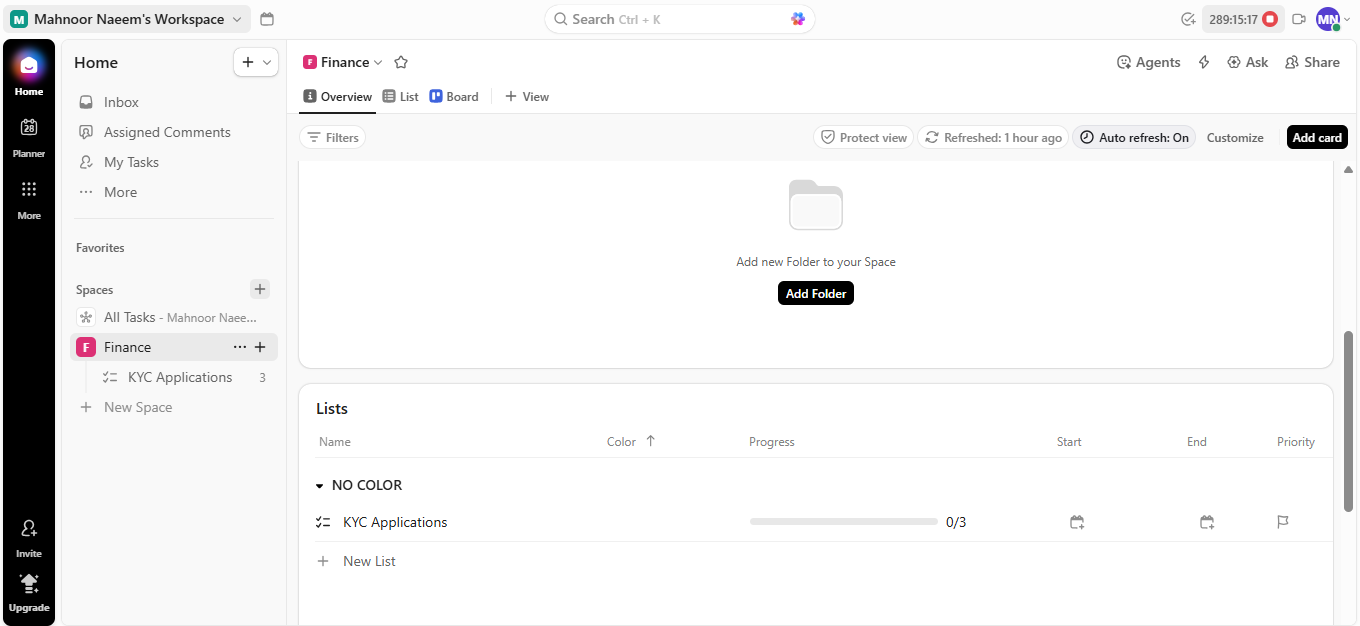 M Mahnoor Naeem's Workspace
Search Ctrl + K
289:15:17
MN
Home
28
Planner
More
Invite
Upgrade
Home
Inbox
Assigned Comments
My Tasks
More
Favorites
Spaces
All Tasks - Mahnoor Naee...
F Finance
KYC Applications 3
New Space
F Finance
Agents
Ask
Share
Overview
List
Board
View
Filters
Protect view
Refreshed: 1 hour ago
Auto refresh: On
Customize
Add card
Add new Folder to your Space
Add Folder
Lists
Name Color Progress Start End Priority
NO COLOR
KYC Applications 0/3
New List